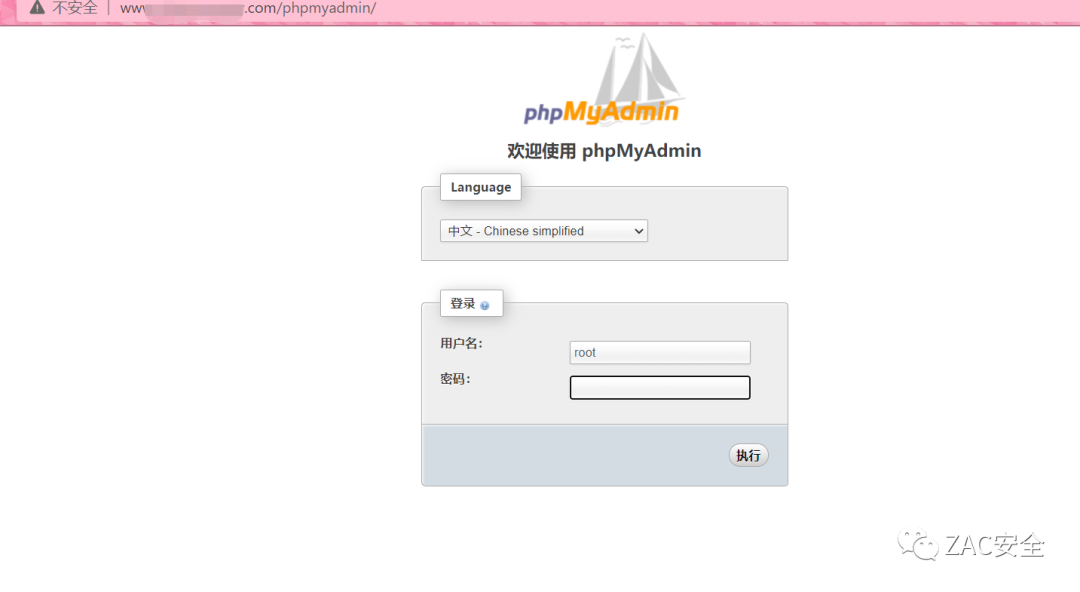 不安全 | www .com/phpmyadmin/
phpMyAdmin
欢迎使用 phpMyAdmin
Language
中文 - Chinese simplified
登录
用户名：
root
密码：
执行
ZAC安全